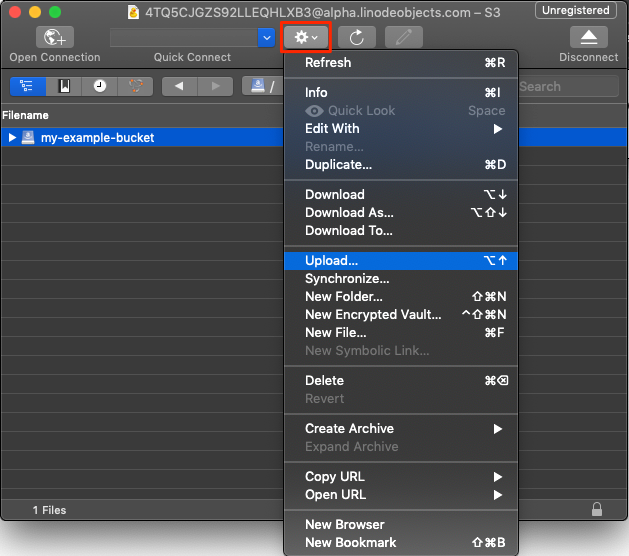 4TQ5CJGZS92LLEQHLXB3@alpha.linodeobjects.com – S3
Unregistered
Open Connection
Quick Connect
Disconnect
/
Search
Filename
my-example-bucket
Refresh ⌘R
Info ⌘I
Quick Look Space
Edit With ▶
Rename...
Duplicate... ⌘D
Download ⌥↓
Download As... ⌥⇧↓
Download To...
Upload... ⌥↑
Synchronize...
New Folder... ⇧⌘N
New Encrypted Vault... ^⇧⌘N
New File... ⌘F
New Symbolic Link...
Delete ⌘⌫
Revert
Create Archive ▶
Expand Archive
Copy URL ▶
Open URL ▶
New Browser
New Bookmark ⇧⌘B
1 Files